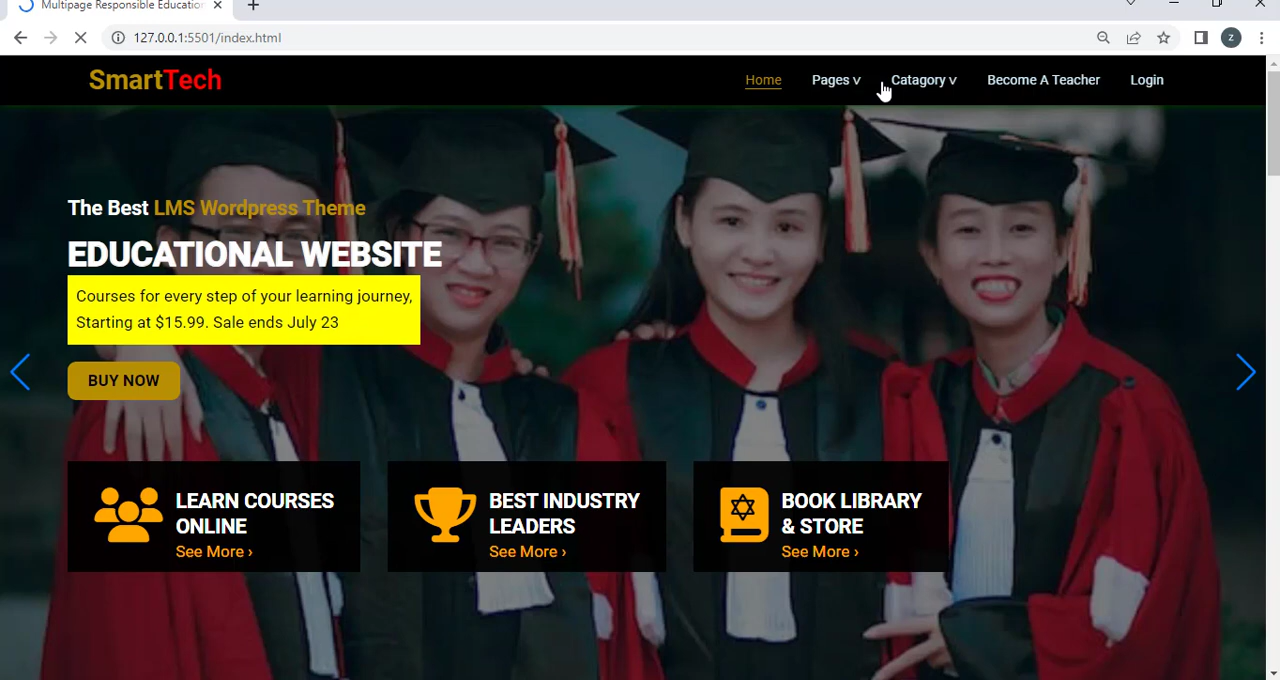 Multipage Responsible Education
127.0.0.1:5501/index.html
z
SmartTech
Home
Pages v
Catagory v
Become A Teacher
Login
The Best LMS Wordpress Theme
EDUCATIONAL WEBSITE
Courses for every step of your learning journey,
Starting at $15.99. Sale ends July 23
BUY NOW
LEARN COURSES
ONLINE
See More ›
BEST INDUSTRY
LEADERS
See More ›
BOOK LIBRARY
& STORE
See More ›